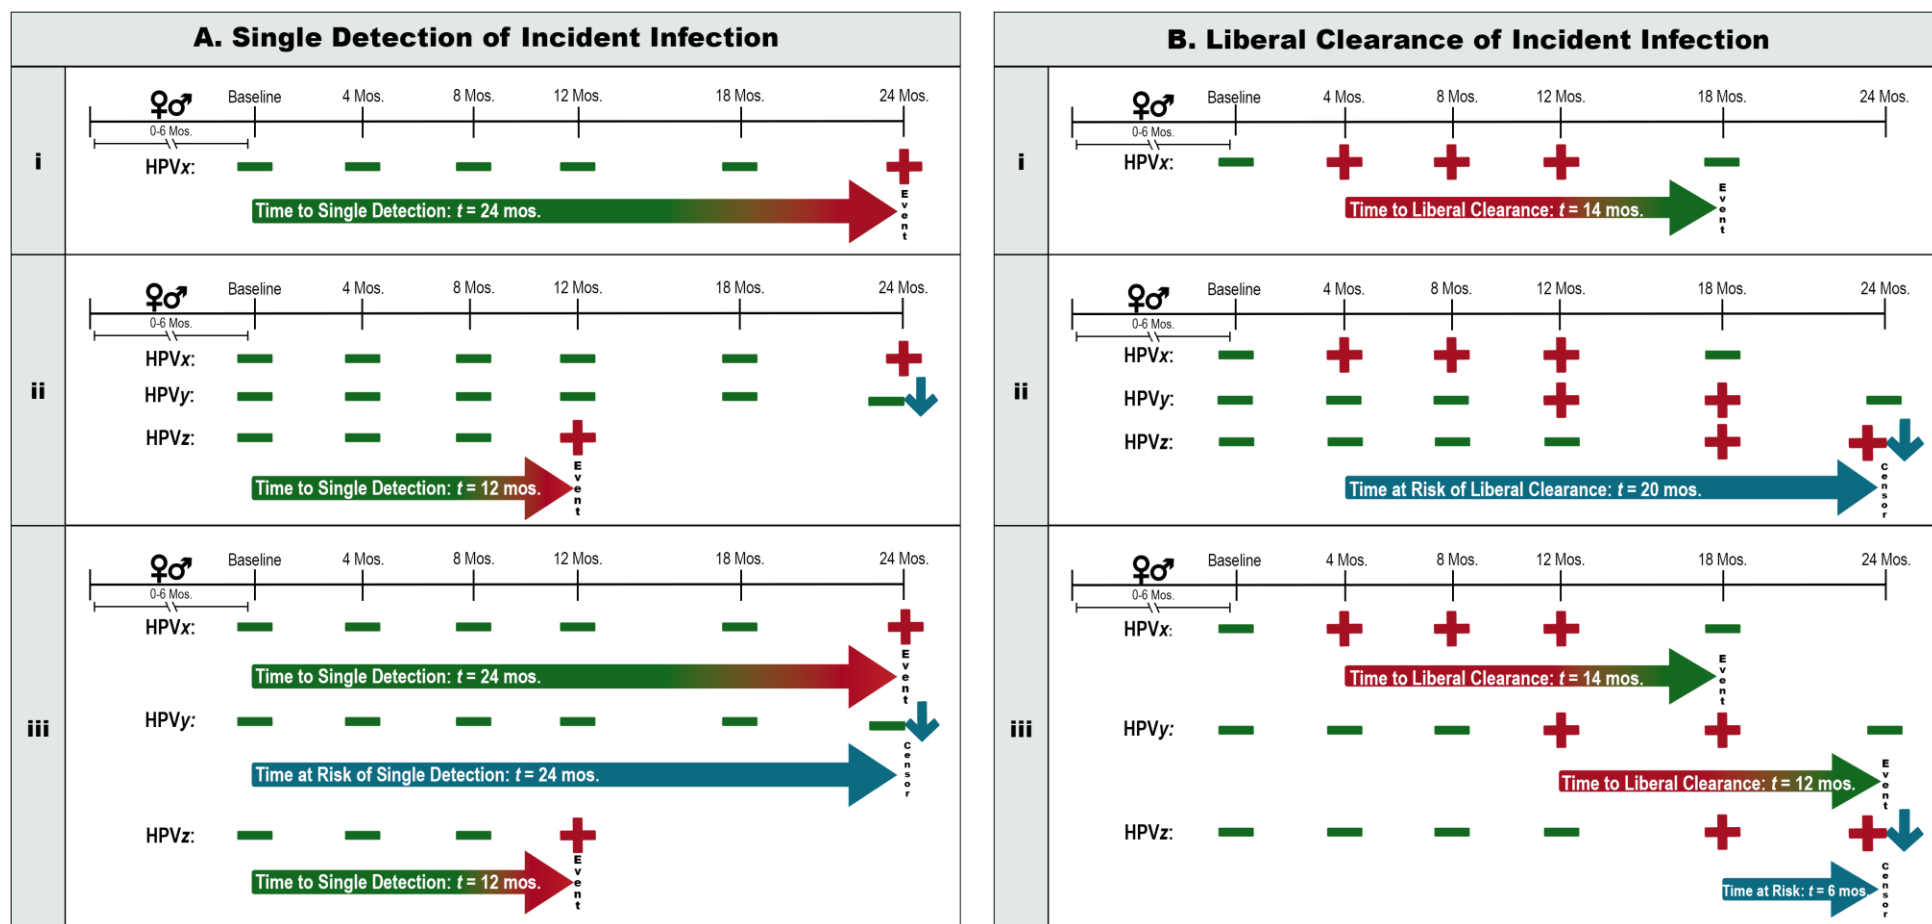 A. Single Detection of Incident Infection
i
Baseline 4 Mos. 8 Mos. 12 Mos. 18 Mos. 24 Mos.
0-6 Mos.
HPVx:
Time to Single Detection: t = 24 mos.
Event
ii
Baseline 4 Mos. 8 Mos. 12 Mos. 18 Mos. 24 Mos.
0-6 Mos.
HPVx:
HPVy:
HPVz:
Time to Single Detection: t = 12 mos.
Event
iii
Baseline 4 Mos. 8 Mos. 12 Mos. 18 Mos. 24 Mos.
0-6 Mos.
HPVx:
Time to Single Detection: t = 24 mos.
Event
HPVy:
Time at Risk of Single Detection: t = 24 mos.
Censor
HPVz:
Time to Single Detection: t = 12 mos.
Event
B. Liberal Clearance of Incident Infection
i
Baseline 4 Mos. 8 Mos. 12 Mos. 18 Mos. 24 Mos.
0-6 Mos.
HPVx:
Time to Liberal Clearance: t = 14 mos.
Event
ii
Baseline 4 Mos. 8 Mos. 12 Mos. 18 Mos. 24 Mos.
0-6 Mos.
HPVx:
HPVy:
HPVz:
Time at Risk of Liberal Clearance: t = 20 mos.
Censor
iii
Baseline 4 Mos. 8 Mos. 12 Mos. 18 Mos. 24 Mos.
0-6 Mos.
HPVx:
Time to Liberal Clearance: t = 14 mos.
Event
HPVy:
Time to Liberal Clearance: t = 12 mos.
Event
HPVz:
Time at Risk: t = 6 mos.
Censor